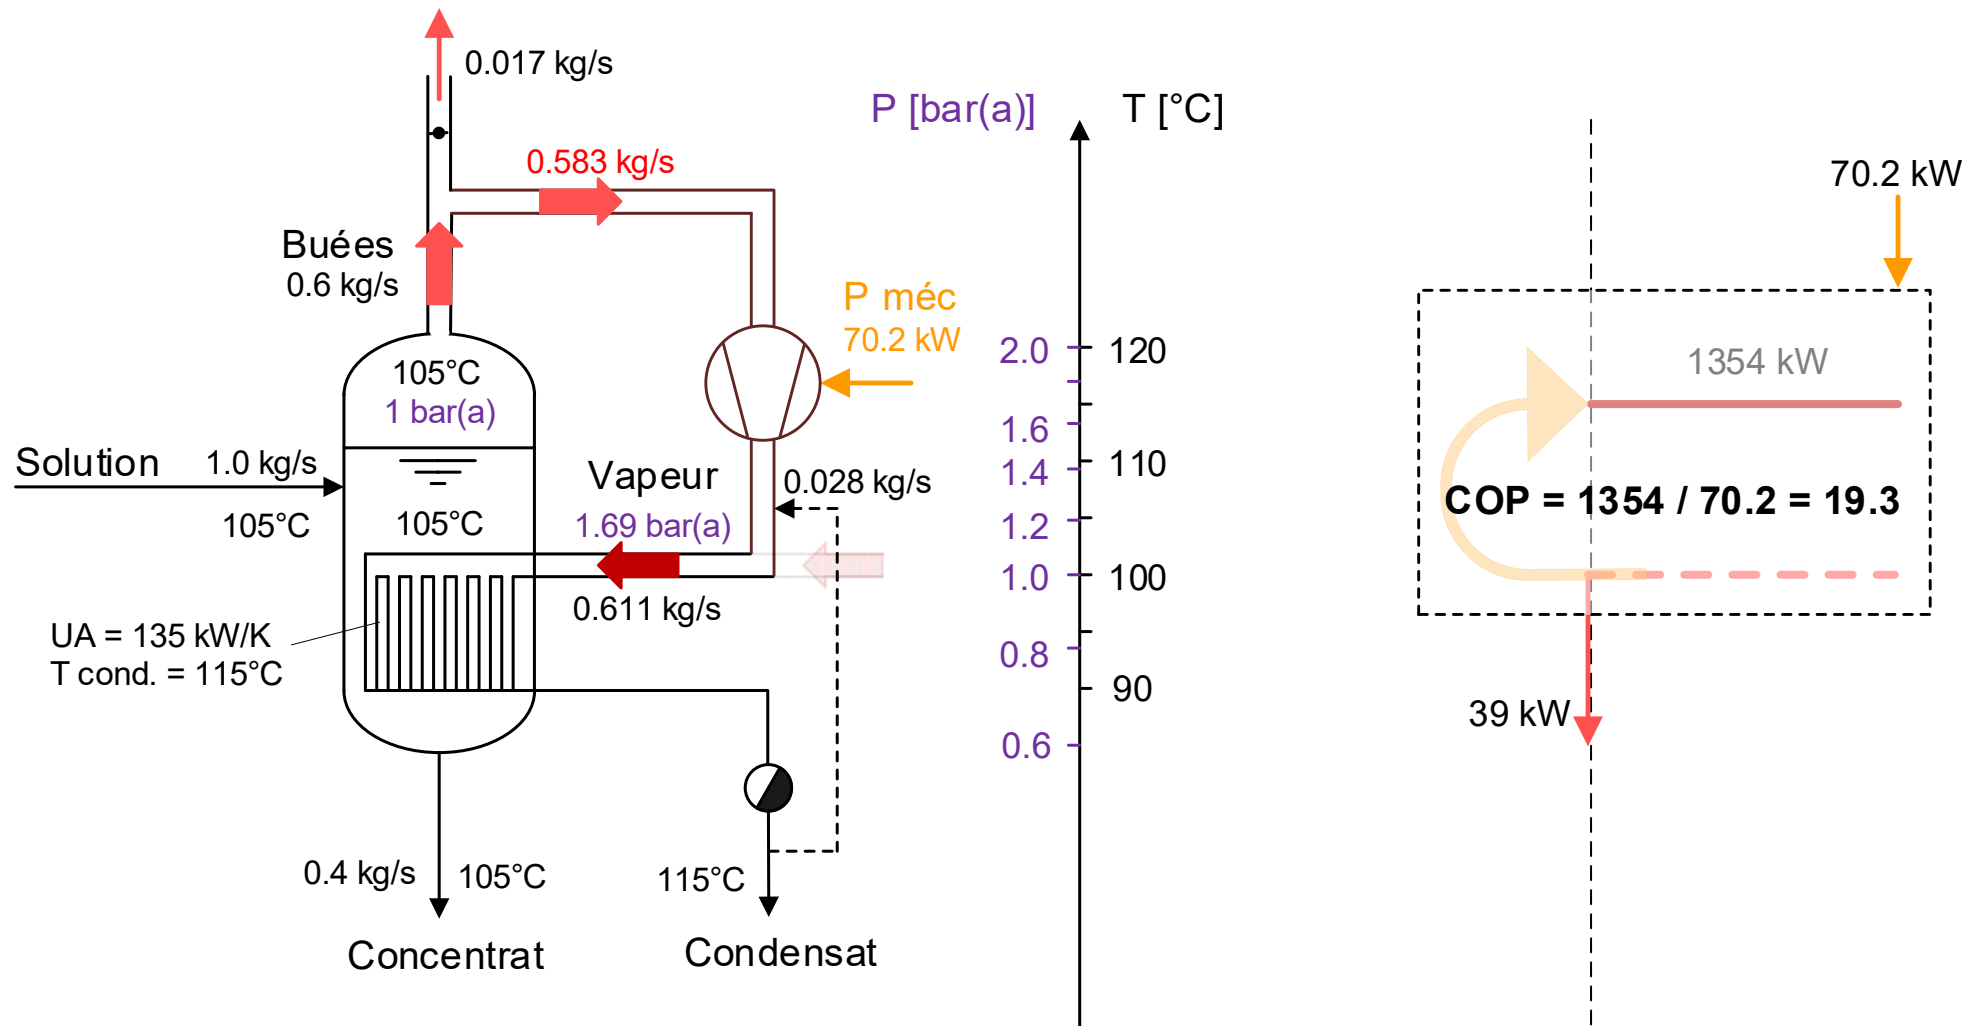 0.017 kg/s
P [bar(a)]
T [°C]
0.583 kg/s
70.2 kW
Buées
0.6 kg/s
P méc
70.2 kW
105°C
1 bar(a)
2.0
120
1354 kW
1.6
Solution
1.0 kg/s
Vapeur
0.028 kg/s
1.4
110
COP = 1354 / 70.2 = 19.3
105°C
105°C
1.69 bar(a)
1.2
1.0
100
0.611 kg/s
UA = 135 kW/K
T cond. = 115°C
0.8
90
39 kW
0.6
0.4 kg/s
105°C
115°C
Concentrat
Condensat